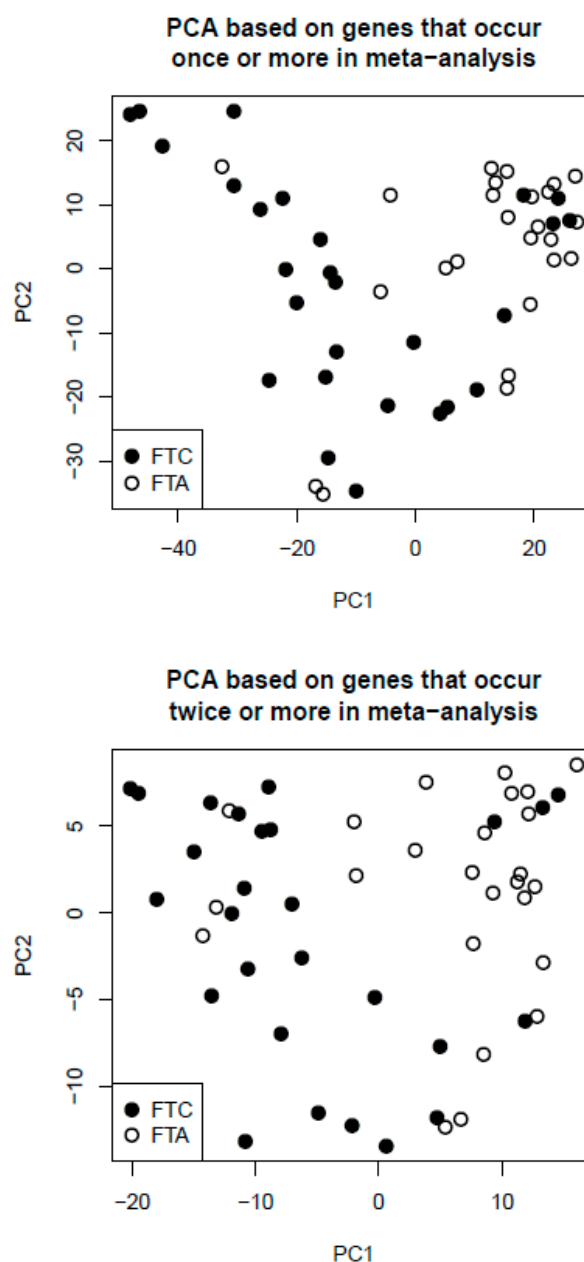 PCA based on genes that occur
once or more in meta−analysis
20
10
0
−10
−20
−30
PC2
FTC
FTA
−40
−20
0
20
PC1
PCA based on genes that occur
twice or more in meta−analysis
5
0
−5
−10
PC2
FTC
FTA
−20
−10
0
10
PC1